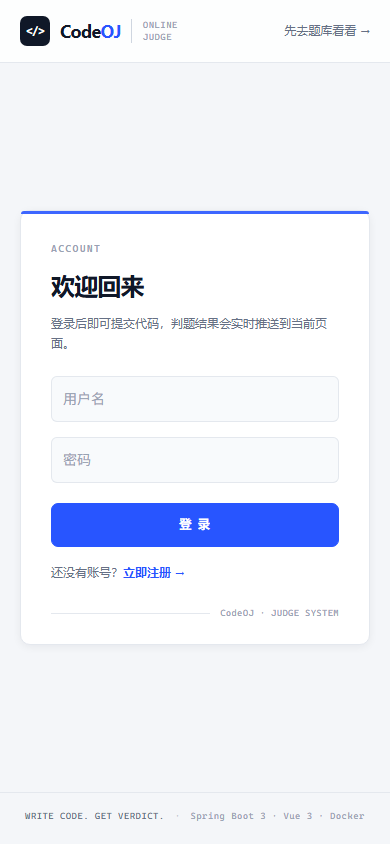 </> CodeOJ ONLINE JUDGE 先去题库看看 →
ACCOUNT
欢迎回来
登录后即可提交代码，判题结果会实时推送到当前页
面。
用户名
密码
登 录
还没有账号？立即注册 →
CodeOJ · JUDGE SYSTEM
WRITE CODE. GET VERDICT. · Spring Boot 3 · Vue 3 · Docker